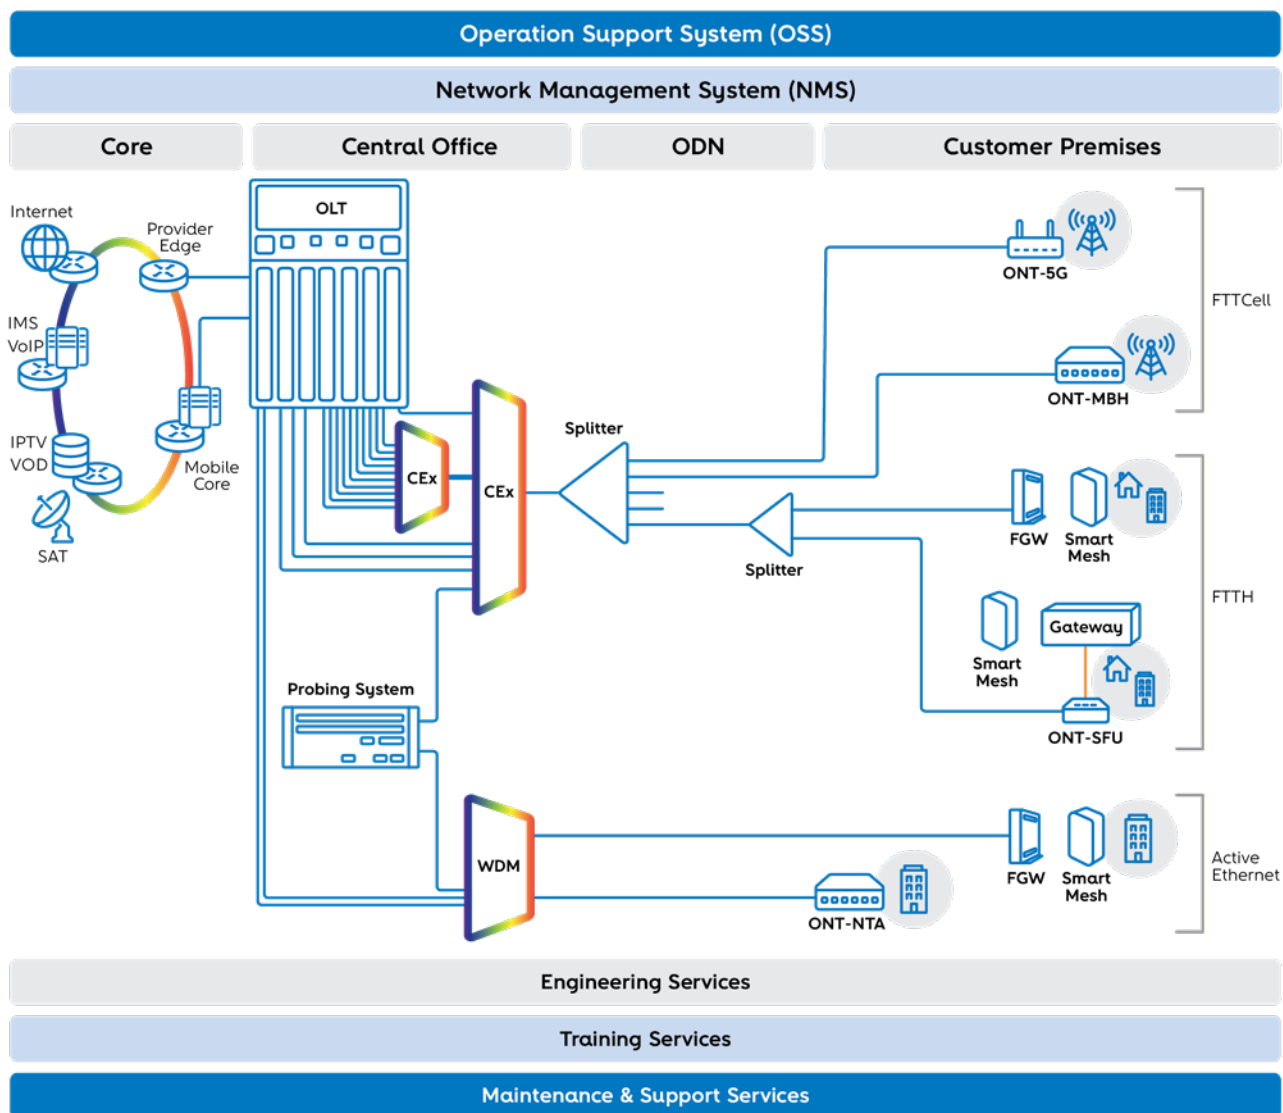 Operation Support System (OSS)
Network Management System (NMS)
Core
Central Office
ODN
Customer Premises
Internet
Provider
Edge
IMS
VoIP
IPTV
VOD
SAT
Mobile
Core
OLT
CEx
CEx
Splitter
Splitter
Probing System
WDM
ONT-5G
ONT-MBH
FTTCell
FGW
Smart
Mesh
Smart
Mesh
Gateway
ONT-SFU
FTTH
FGW
Smart
Mesh
ONT-NTA
Active
Ethernet
Engineering Services
Training Services
Maintenance & Support Services